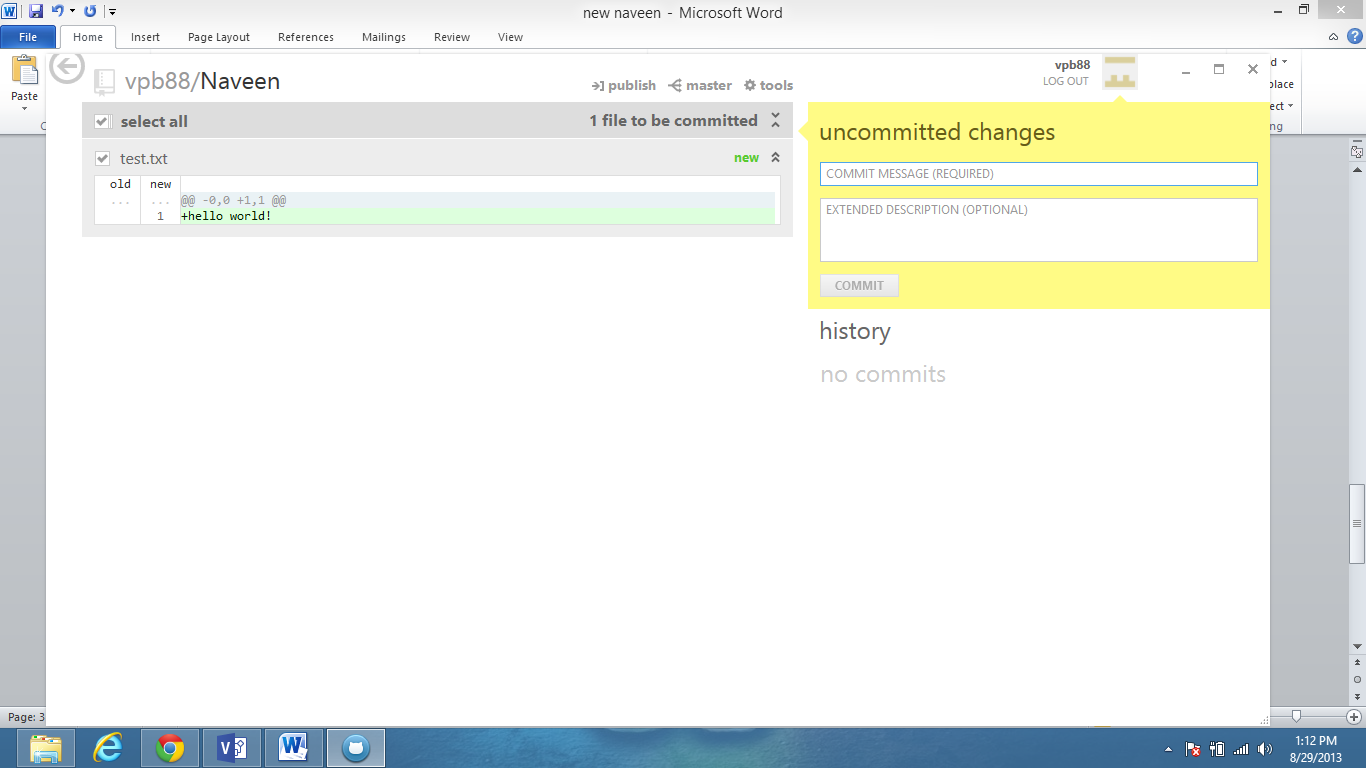 new naveen - Microsoft Word
File Home Insert Page Layout References Mailings Review View
Paste
vpb88/Naveen
publish master tools
vpb88
LOG OUT
select all 1 file to be committed
test.txt new
old new
... ... @@ -0,0 +1,1 @@
1 +hello world!
uncommitted changes
COMMIT MESSAGE (REQUIRED)
EXTENDED DESCRIPTION (OPTIONAL)
COMMIT
history
no commits
Page: 3
1:12 PM
8/29/2013